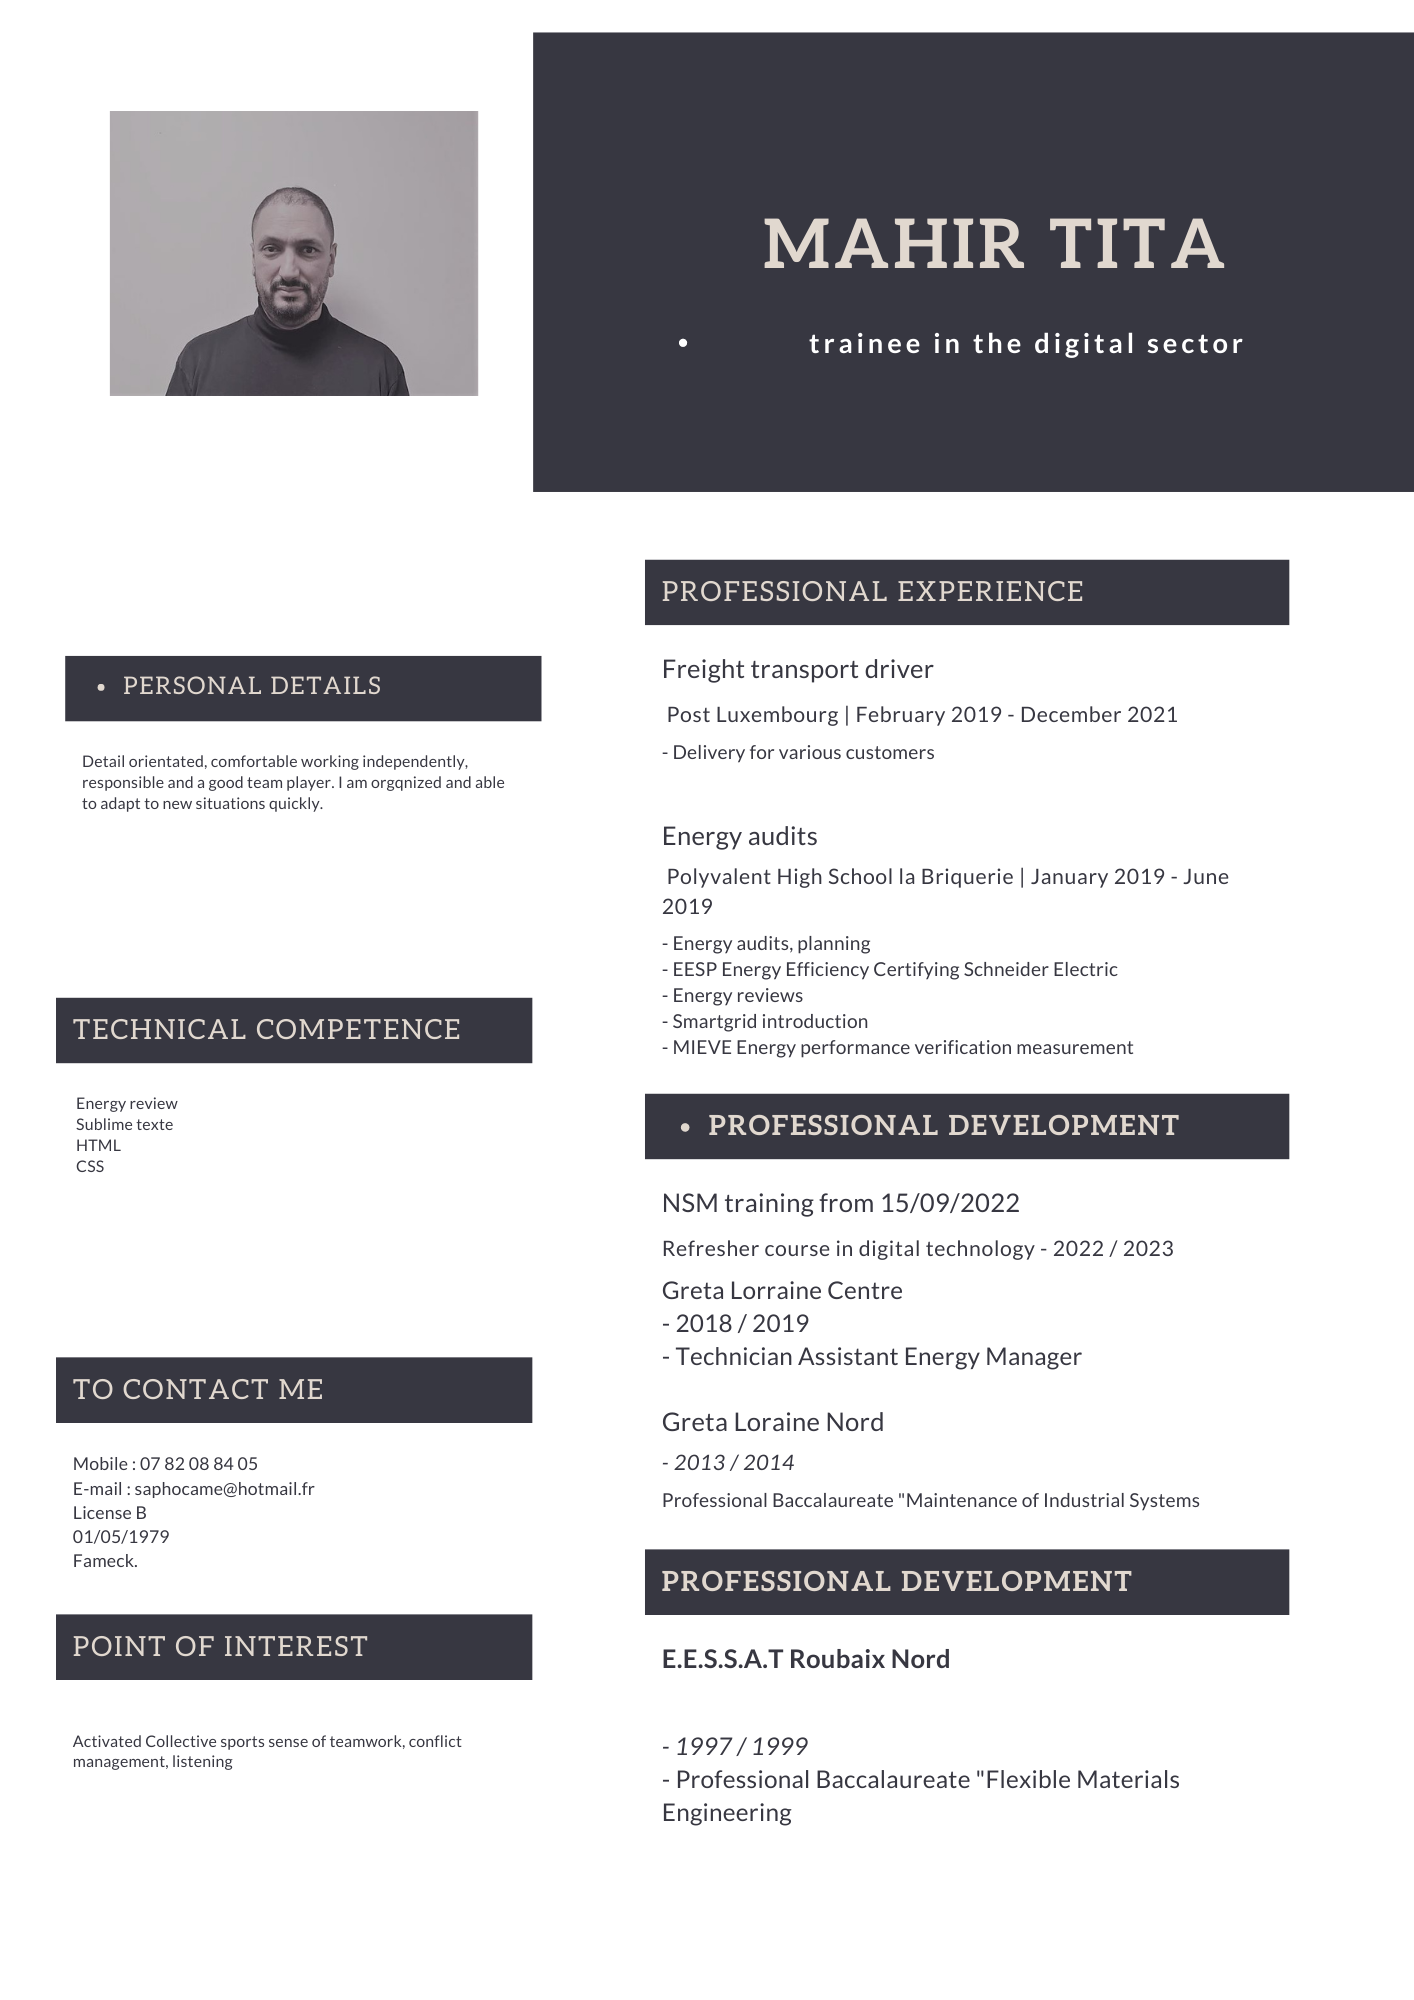 MAHIR TITA
• trainee in the digital sector
• PERSONAL DETAILS
Detail orientated, comfortable working independently,
responsible and a good team player. I am orgqnized and able
to adapt to new situations quickly.
TECHNICAL COMPETENCE
Energy review
Sublime texte
HTML
CSS
TO CONTACT ME
Mobile : 07 82 08 84 05
E-mail : saphocame@hotmail.fr
License B
01/05/1979
Fameck.
POINT OF INTEREST
Activated Collective sports sense of teamwork, conflict
management, listening
PROFESSIONAL EXPERIENCE
Freight transport driver
Post Luxembourg | February 2019 - December 2021
- Delivery for various customers
Energy audits
Polyvalent High School la Briquerie | January 2019 - June
2019
- Energy audits, planning
- EESP Energy Efficiency Certifying Schneider Electric
- Energy reviews
- Smartgrid introduction
- MIEVE Energy performance verification measurement
• PROFESSIONAL DEVELOPMENT
NSM training from 15/09/2022
Refresher course in digital technology - 2022 / 2023
Greta Lorraine Centre
- 2018 / 2019
- Technician Assistant Energy Manager
Greta Loraine Nord
- 2013 / 2014
Professional Baccalaureate "Maintenance of Industrial Systems
PROFESSIONAL DEVELOPMENT
E.E.S.S.A.T Roubaix Nord
- 1997 / 1999
- Professional Baccalaureate "Flexible Materials
Engineering